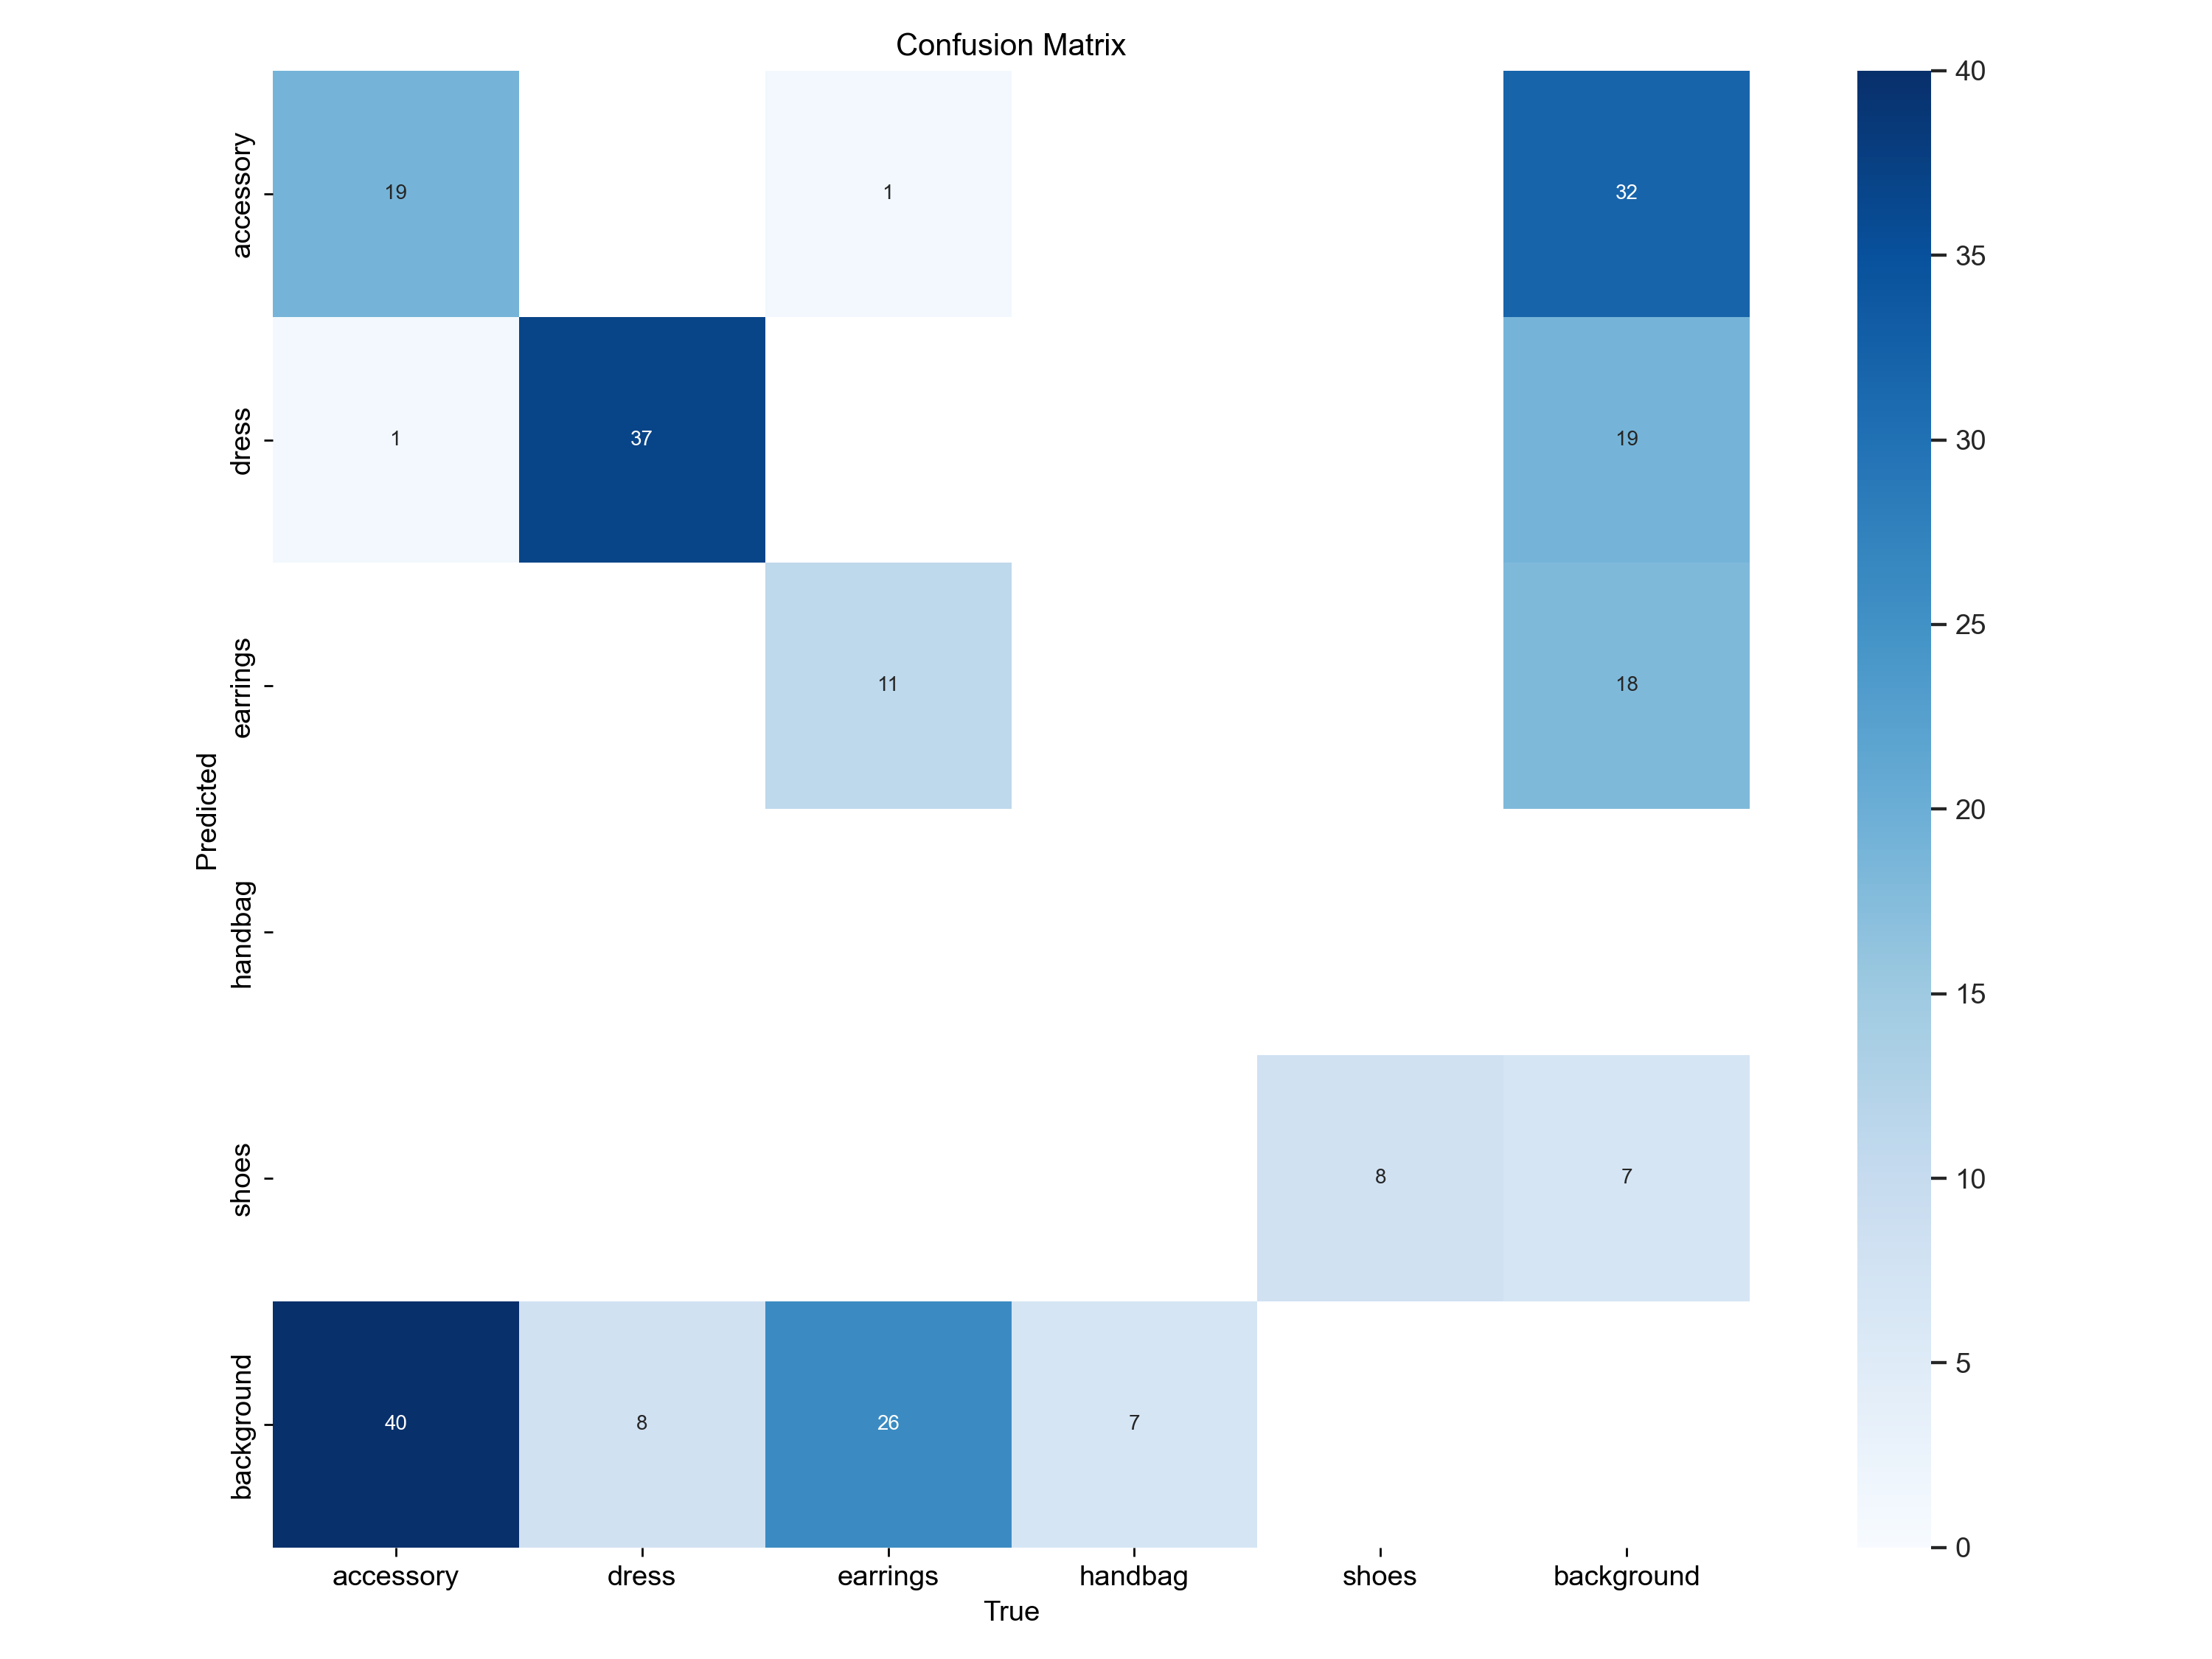 Confusion Matrix
accessory
19
1
32
dress
1
37
19
earrings
11
18
handbag
shoes
8
7
background
40
8
26
7
Predicted
accessory
dress
earrings
handbag
shoes
background
True
40
35
30
25
20
15
10
5
0